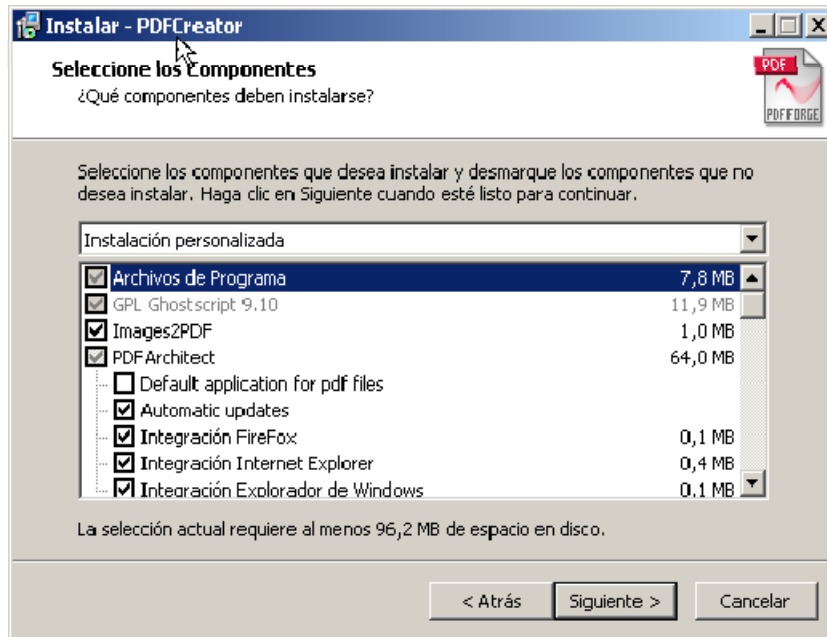 Instalar - PDFCreator
Seleccione los Componentes
¿Qué componentes deben instalarse?
PDF
PDFFORGE
Seleccione los componentes que desea instalar y desmarque los componentes que no
desea instalar. Haga clic en Siguiente cuando esté listo para continuar.
Instalación personalizada
Archivos de Programa 7,8 MB
GPL Ghostscript 9.10 11,9 MB
Images2PDF 1,0 MB
PDFArchitect 64,0 MB
Default application for pdf files
Automatic updates
Integración FireFox 0,1 MB
Integración Internet Explorer 0,4 MB
Integración Explorador de Windows 0.1 MB
La selección actual requiere al menos 96,2 MB de espacio en disco.
< Atrás Siguiente > Cancelar